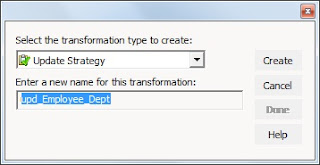 Select the transformation type to create:
Update Strategy
Create
Enter a new name for this transformation:
Cancel
upd_Employee_Dept
Done
Help